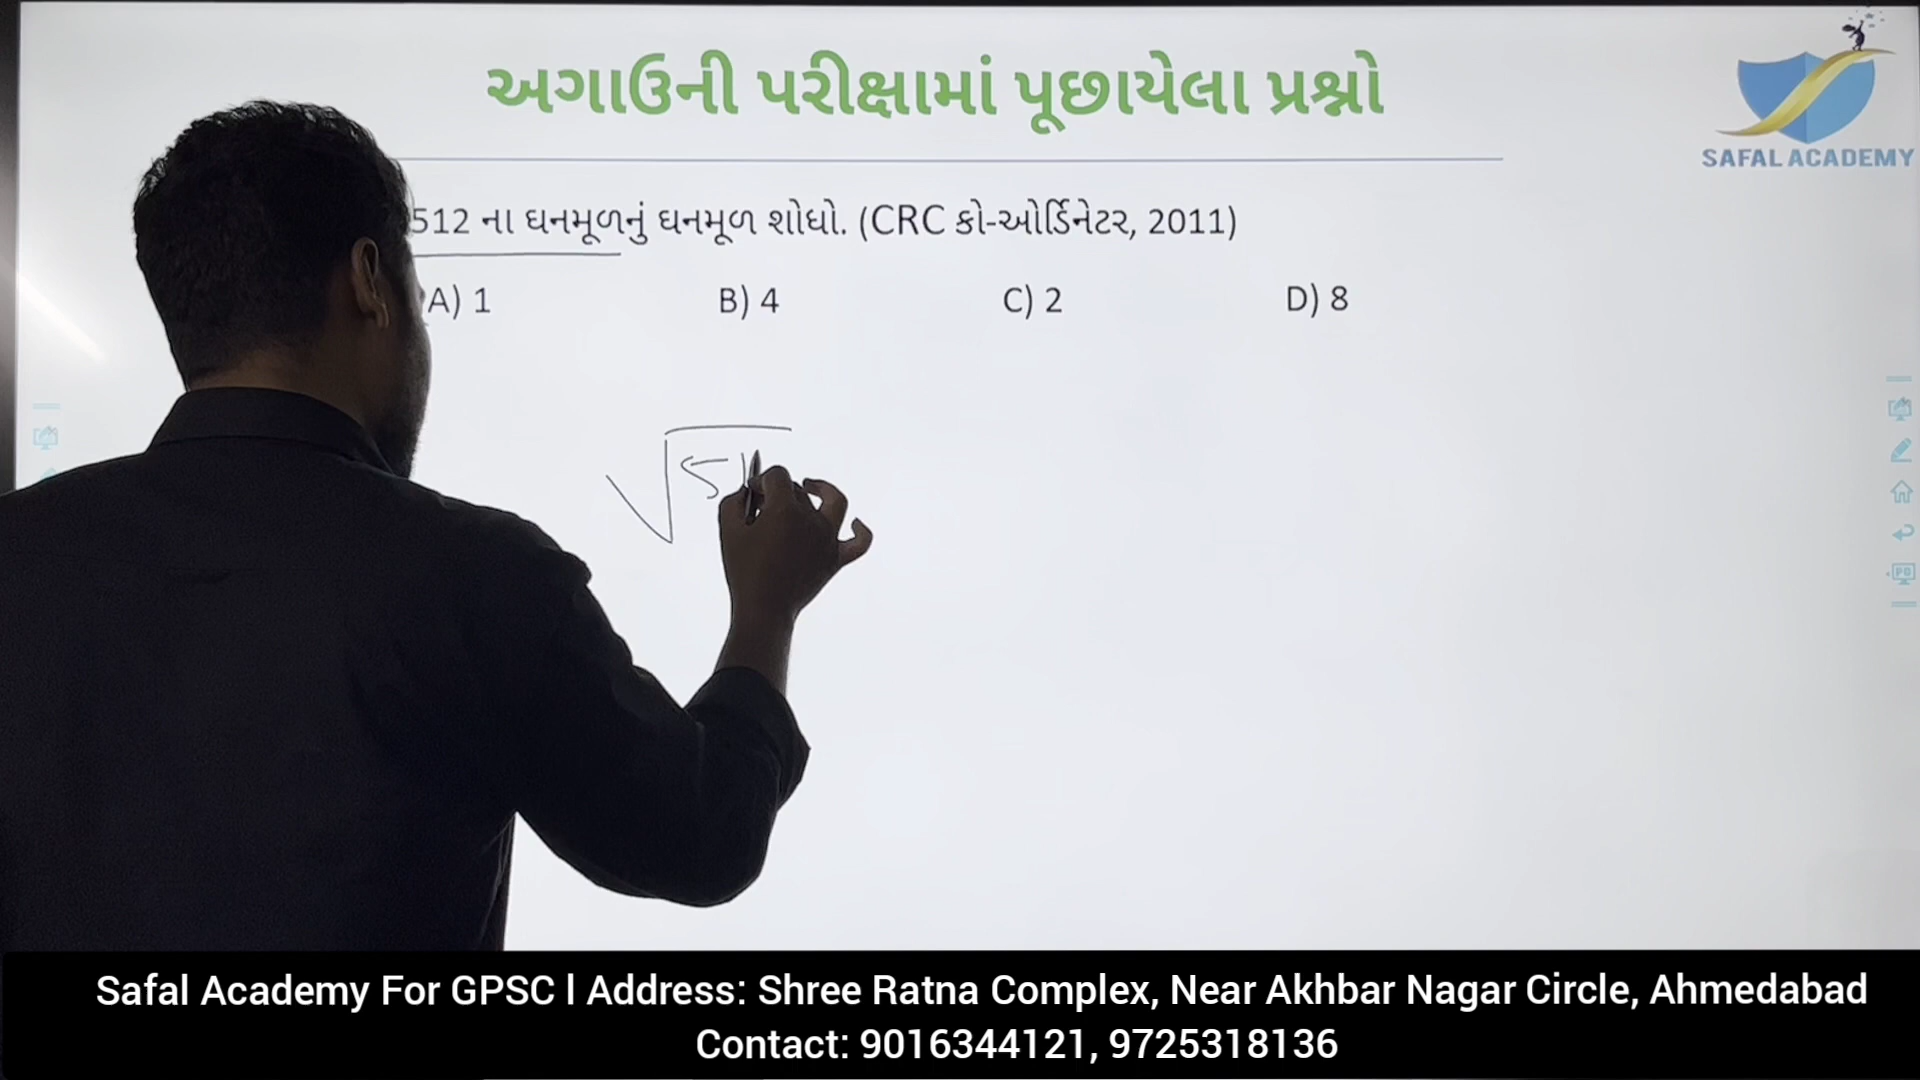 અગાઉની પરીક્ષામાં પૂછાયેલા પ્રશ્નો
SAFAL ACADEMY
512 ના ઘનમૂળનું ઘનમૂળ શોધો. (CRC કો-ઓર્ડિનેટર, 2011)
A) 1 B) 4 C) 2 D) 8
√51
Safal Academy For GPSC l Address: Shree Ratna Complex, Near Akhbar Nagar Circle, Ahmedabad
Contact: 9016344121, 9725318136